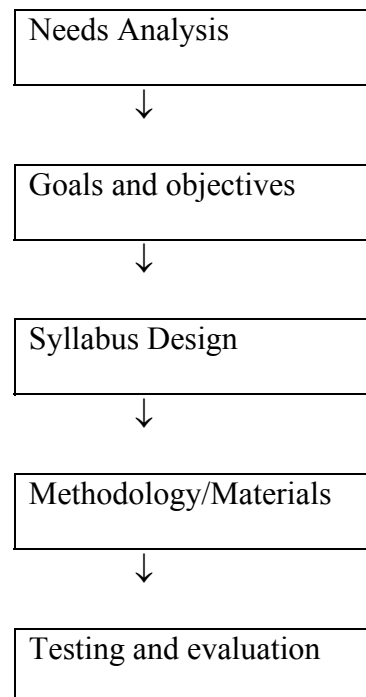 Needs Analysis
↓
Goals and objectives
↓
Syllabus Design
↓
Methodology/Materials
↓
Testing and evaluation